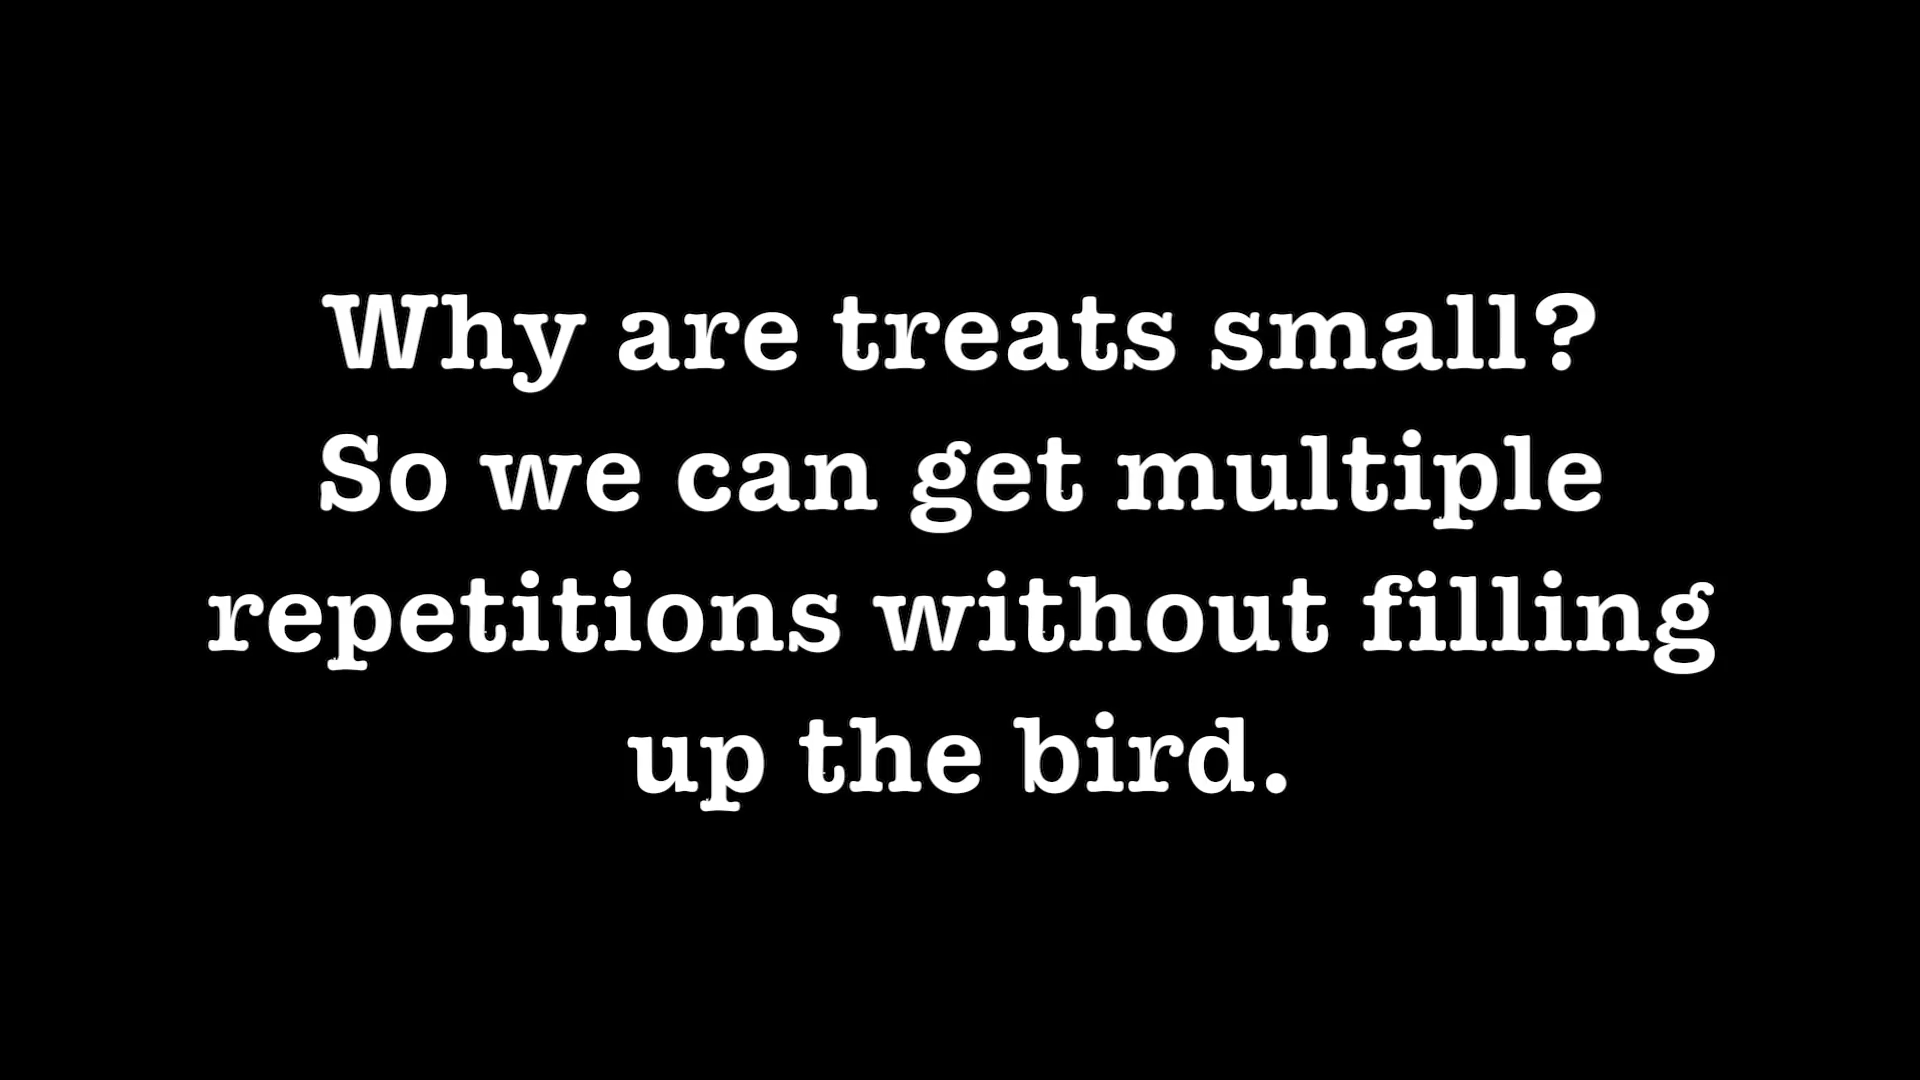 Why are treats small?
So we can get multiple
repetitions without filling
up the bird.